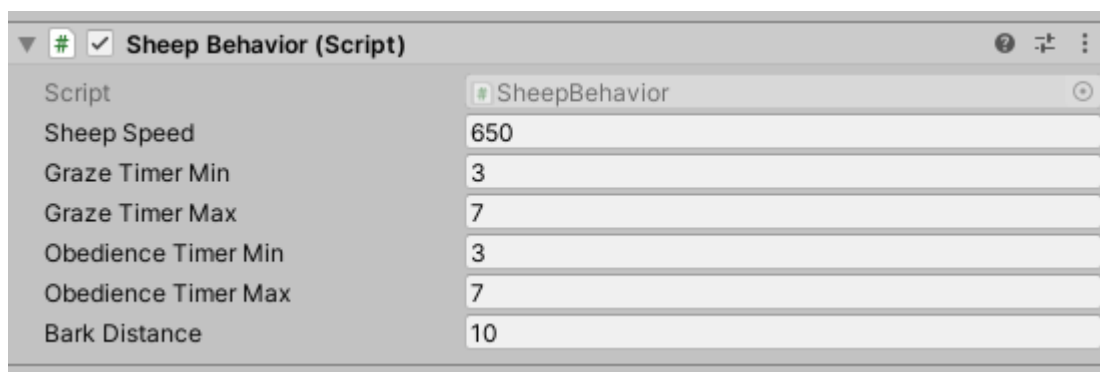 Sheep Behavior (Script)
Script SheepBehavior
Sheep Speed 650
Graze Timer Min 3
Graze Timer Max 7
Obedience Timer Min 3
Obedience Timer Max 7
Bark Distance 10